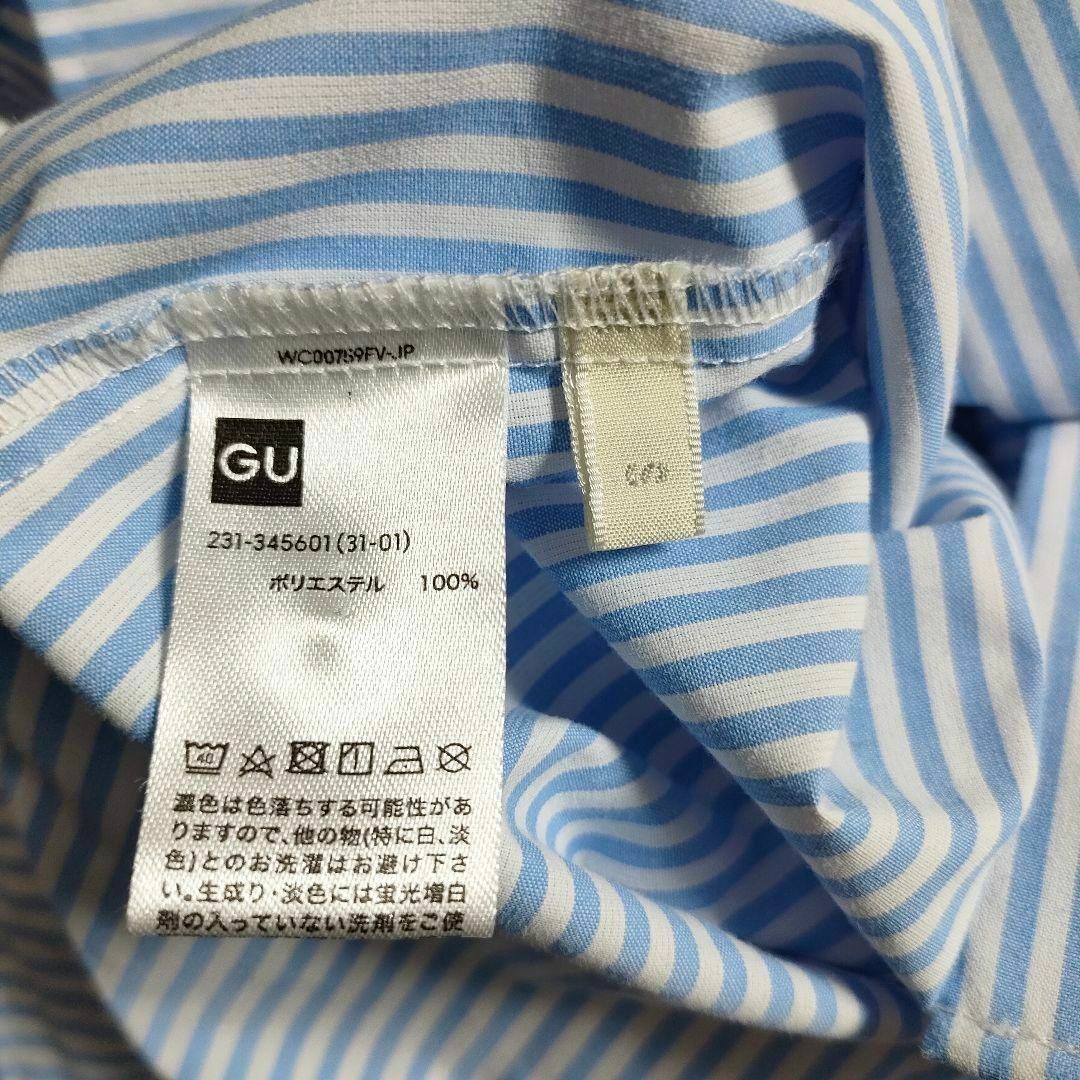 WC00759FV-JP
GU
231-345601(31-01)
ポリエステル 100%
40
濃色は色落ちする可能性があ
りますので、他の物(特に白、淡
色)とのお洗濯はお避け下さ
い。生成り・淡色には蛍光増白
剤の入っていない洗剤をご使